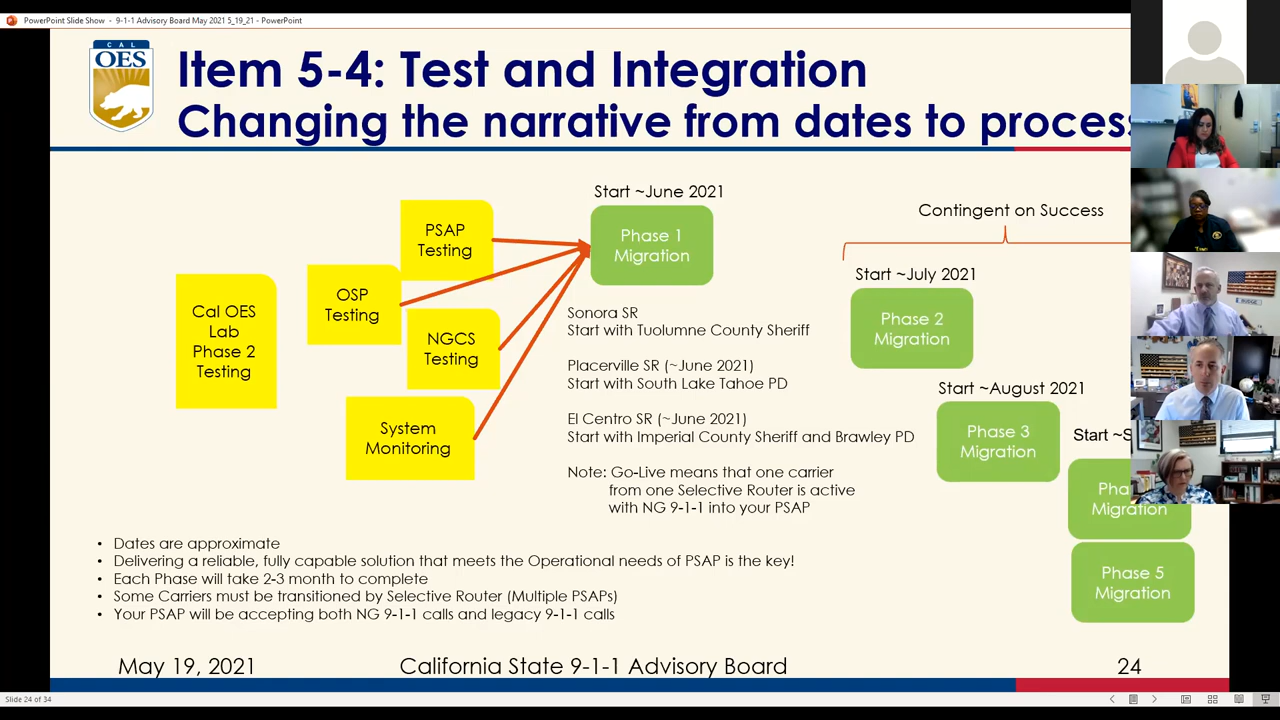 PowerPoint Slide Show - 9-1-1 Advisory Board May 2021 5_19_21 - PowerPoint
CAL
OES
Item 5-4: Test and Integration
Changing the narrative from dates to process
Start ~June 2021
Contingent on Success
PSAP
Testing
Phase 1
Migration
Start ~July 2021
OSP
Testing
Cal OES
Lab
Phase 2
Testing
NGCS
Testing
Phase 2
Migration
Sonora SR
Start with Tuolumne County Sheriff
Placerville SR (~June 2021)
Start with South Lake Tahoe PD
El Centro SR (~June 2021)
Start with Imperial County Sheriff and Brawley PD
Start ~August 2021
System
Monitoring
Phase 3
Migration
Start ~S
Note: Go-Live means that one carrier
from one Selective Router is active
with NG 9-1-1 into your PSAP
Pha
Migration
Phase 5
Migration
• Dates are approximate
• Delivering a reliable, fully capable solution that meets the Operational needs of PSAP is the key!
• Each Phase will take 2-3 month to complete
• Some Carriers must be transitioned by Selective Router (Multiple PSAPs)
• Your PSAP will be accepting both NG 9-1-1 calls and legacy 9-1-1 calls
May 19, 2021
California State 9-1-1 Advisory Board
24
Slide 24 of 34